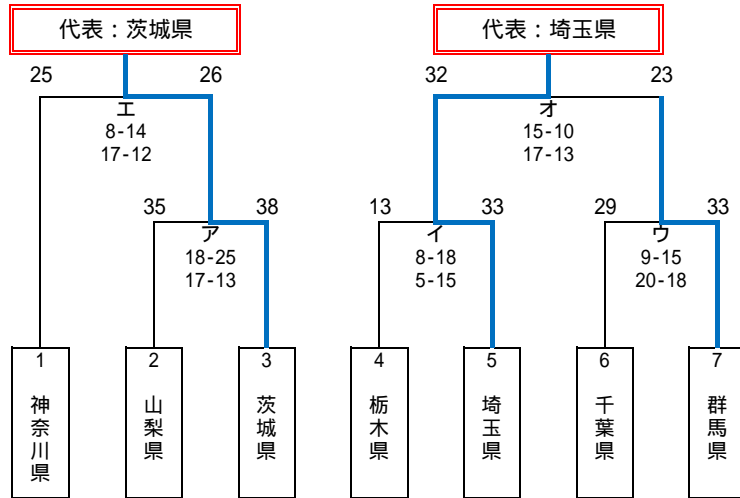 代表：茨城県
代表：埼玉県
25
26
32
23
エ
8-14
17-12
オ
15-10
17-13
35
38
13
33
29
33
ア
18-25
17-13
イ
8-18
5-15
ウ
9-15
20-18
1
神奈川県
2
山梨県
3
茨城県
4
栃木県
5
埼玉県
6
千葉県
7
群馬県